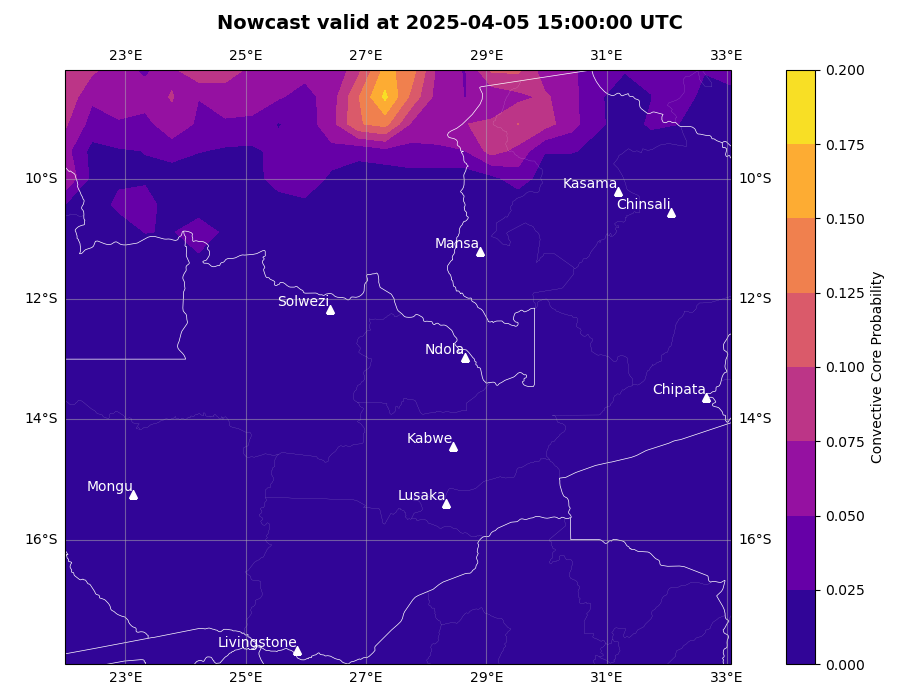 Nowcast valid at 2025-04-05 15:00:00 UTC
23°E 25°E 27°E 29°E 31°E 33°E
10°S 10°S
12°S 12°S
14°S 14°S
16°S 16°S
Kasama
Chinsali
Mansa
Solwezi
Ndola
Chipata
Kabwe
Mongu
Lusaka
Livingstone
23°E 25°E 27°E 29°E 31°E 33°E
0.200
0.175
0.150
0.125
0.100
0.075
0.050
0.025
0.000
Convective Core Probability